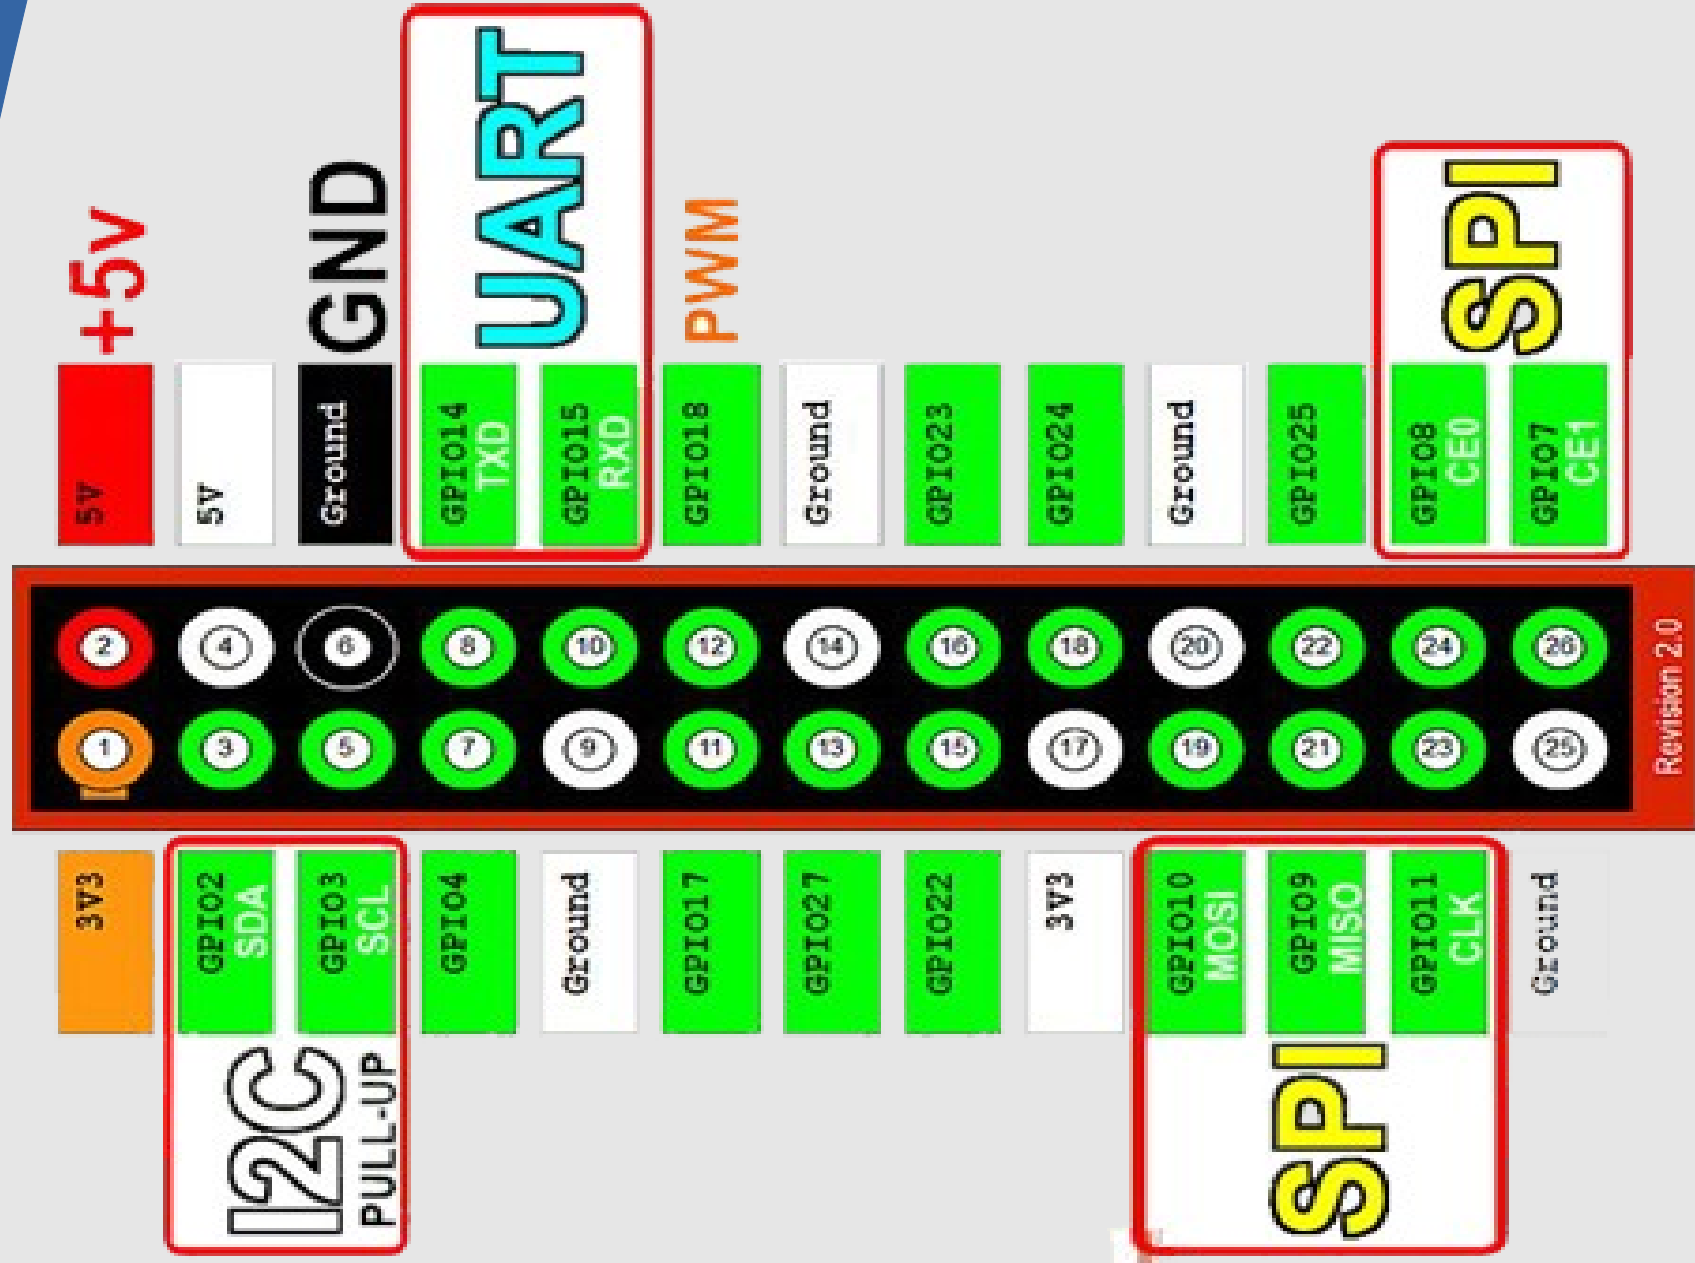 +5v
GND
UART
PWM
SPI
5V
5V
Ground
GPIO14
TXD
GPIO15
RXD
GPIO18
Ground
GPIO23
GPIO24
Ground
GPIO25
GPIO8
CE0
GPIO7
CE1
2
4
6
8
10
12
14
16
18
20
22
24
26
1
3
5
7
9
11
13
15
17
19
21
23
25
Revision 2.0
3V3
GPIO2
SDA
GPIO3
SCL
GPIO4
Ground
GPIO17
GPIO27
GPIO22
3V3
GPIO10
MOSI
GPIO9
MISO
GPIO11
CLK
Ground
I2C
PULL-UP
SPI